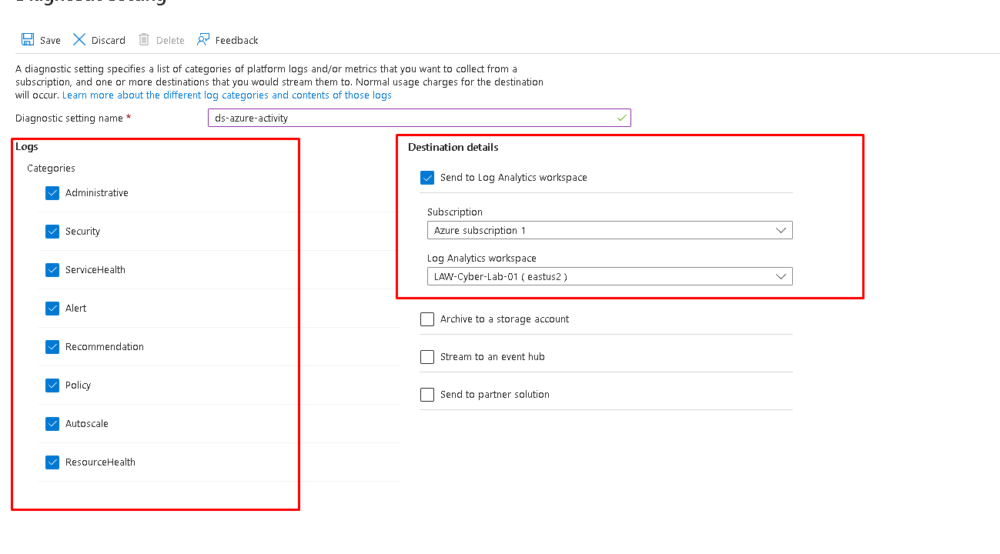 Diagnostic setting
Save Discard Delete Feedback
A diagnostic setting specifies a list of categories of platform logs and/or metrics that you want to collect from a
subscription, and one or more destinations that you would stream them to. Normal usage charges for the destination
will occur. Learn more about the different log categories and contents of those logs
Diagnostic setting name *
ds-azure-activity
Logs
Categories
Administrative
Security
ServiceHealth
Alert
Recommendation
Policy
Autoscale
ResourceHealth
Destination details
Send to Log Analytics workspace
Subscription
Azure subscription 1
Log Analytics workspace
LAW-Cyber-Lab-01 ( eastus2 )
Archive to a storage account
Stream to an event hub
Send to partner solution